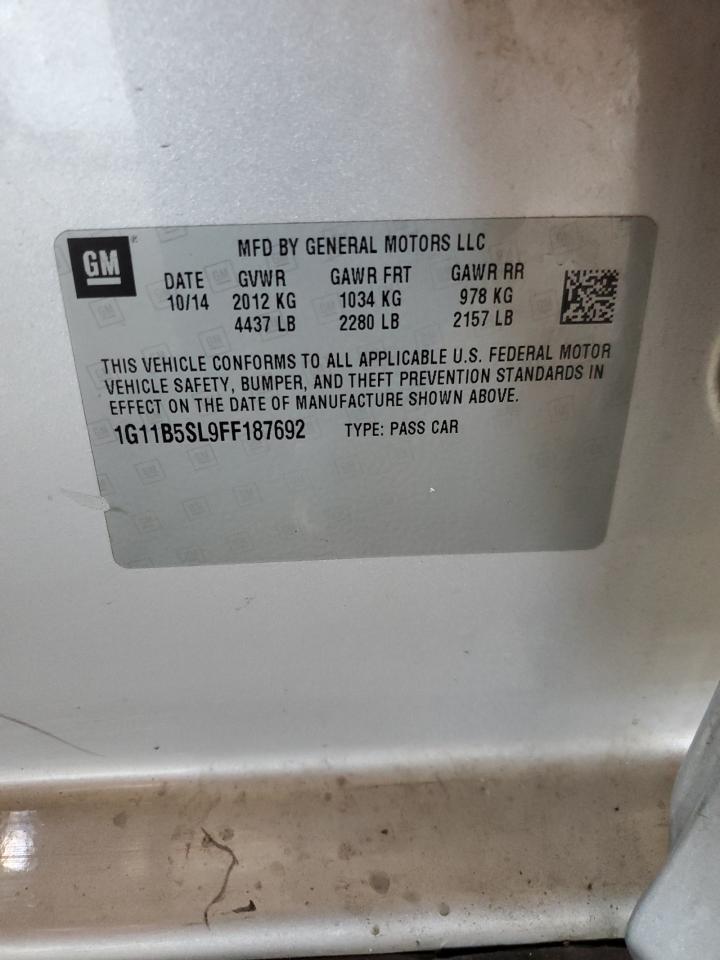 GM MFD BY GENERAL MOTORS LLC
DATE GVWR GAWR FRT GAWR RR
10/14 2012 KG 1034 KG 978 KG
4437 LB 2280 LB 2157 LB
THIS VEHICLE CONFORMS TO ALL APPLICABLE U.S. FEDERAL MOTOR
VEHICLE SAFETY, BUMPER, AND THEFT PREVENTION STANDARDS IN
EFFECT ON THE DATE OF MANUFACTURE SHOWN ABOVE.
1G11B5SL9FF187692 TYPE: PASS CAR